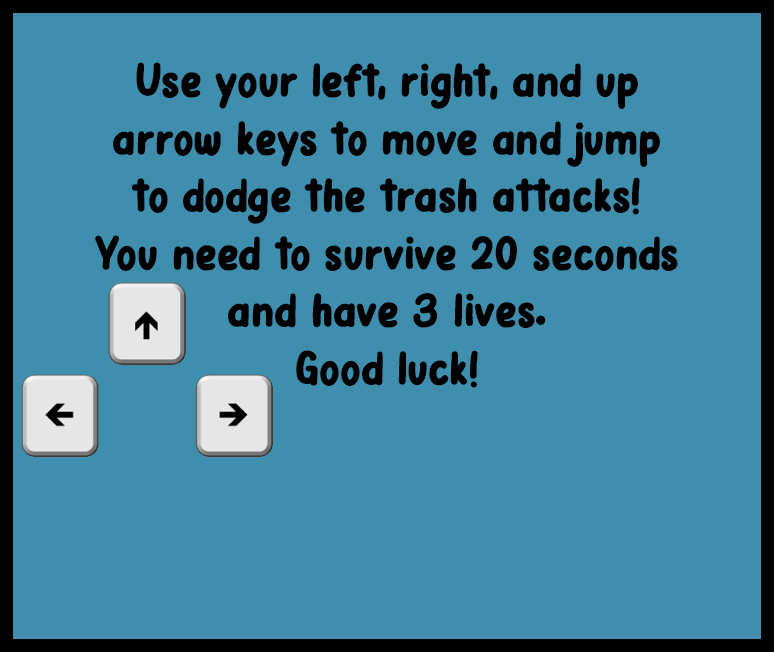 Use your left, right, and up
arrow keys to move and jump
to dodge the trash attacks!
You need to survive 20 seconds
and have 3 lives.
Good luck!